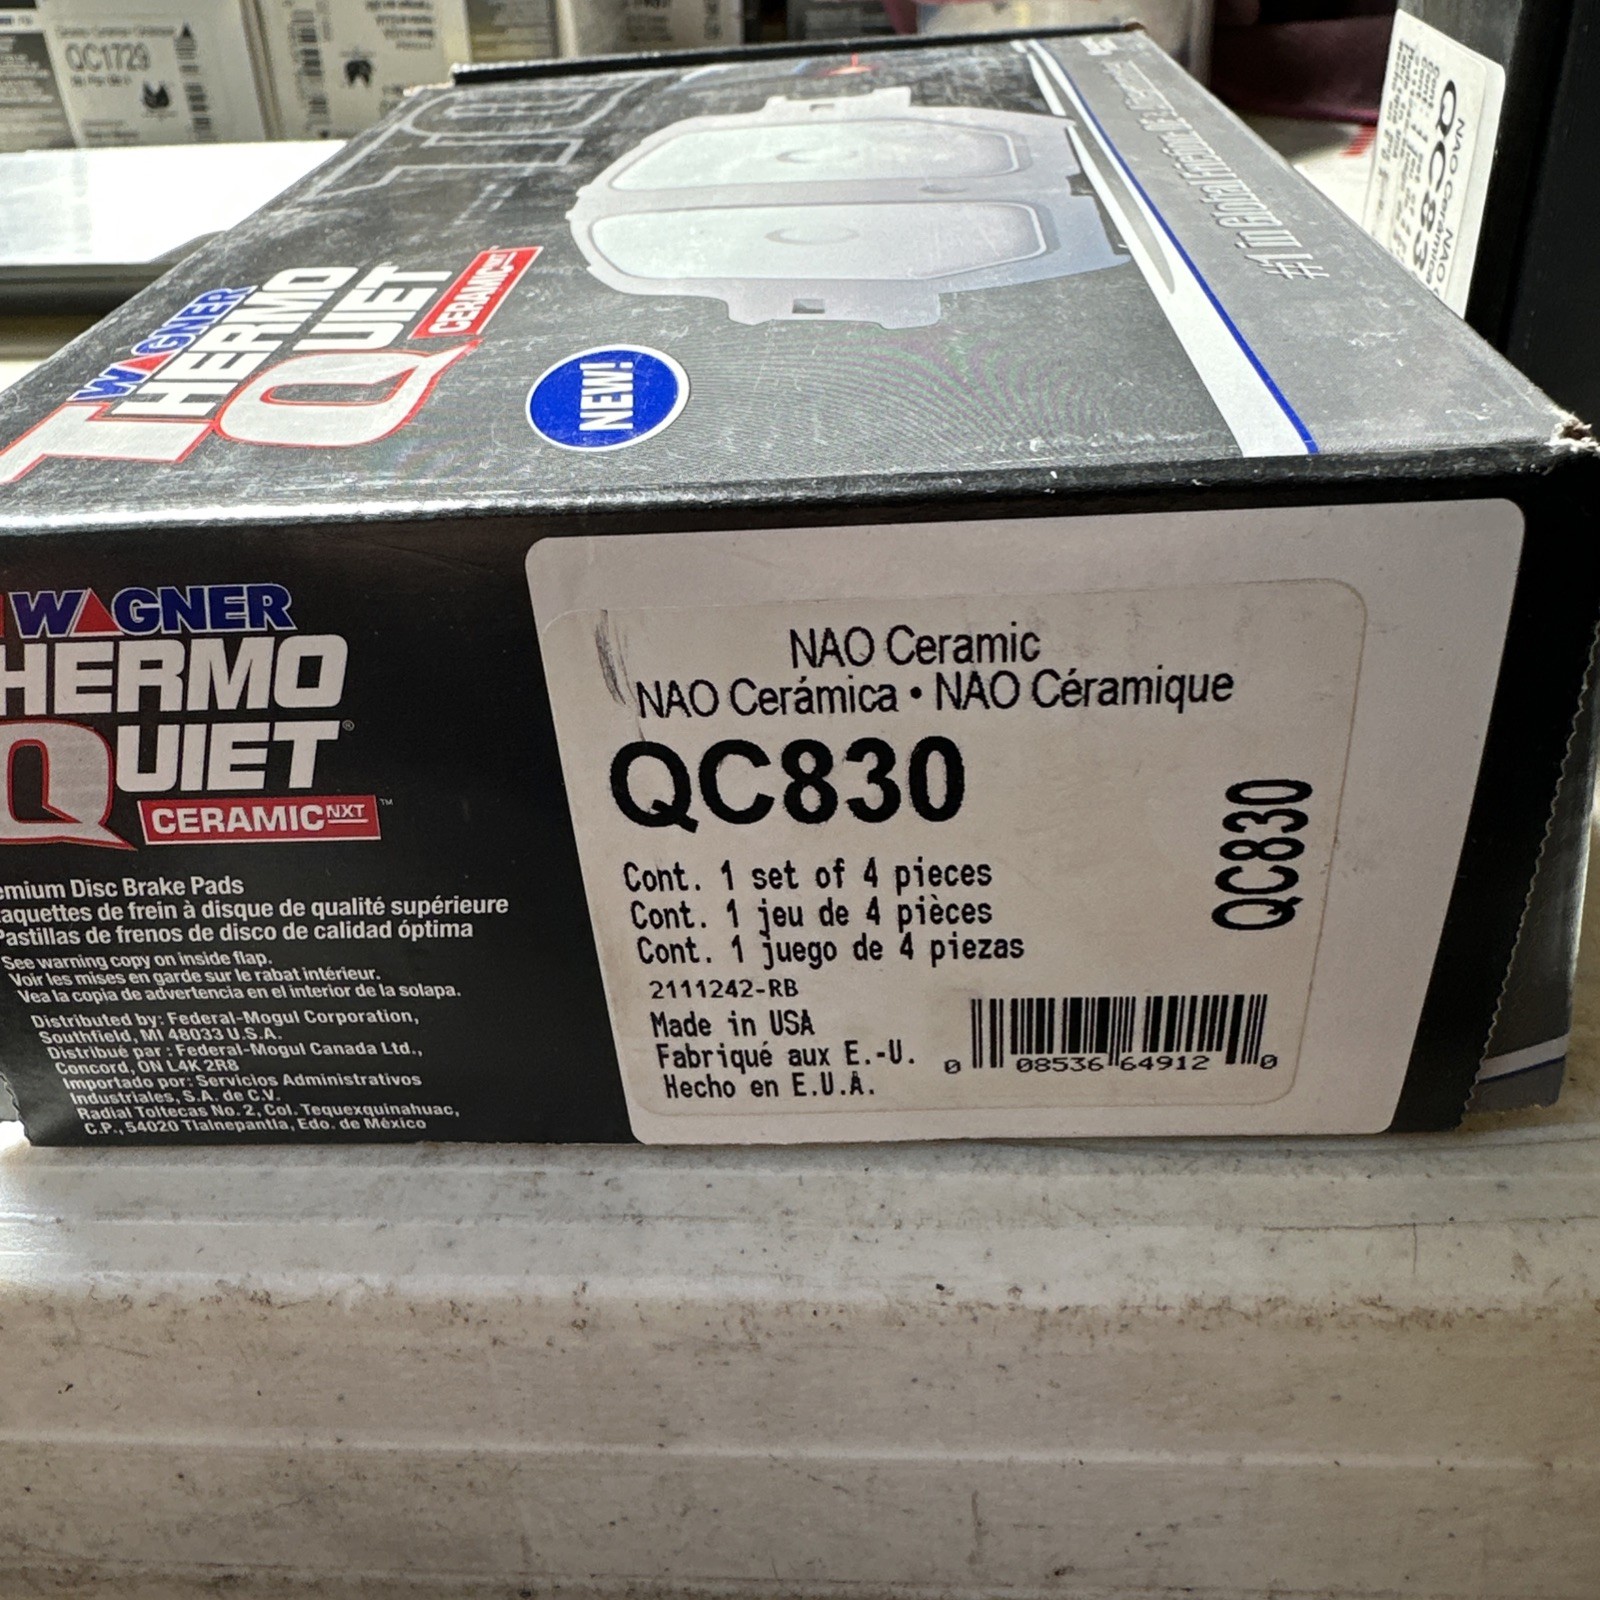 QC1729
WAGNER
THERMO
QUIET
CERAMIC NXT
NEW!
#1 in
WAGNER
HERMO
QUIET®
CERAMIC NXT™
emium Disc Brake Pads
laquettes de frein à disque de qualité supérieure
Pastillas de frenos de disco de calidad óptima
See warning copy on inside flap.
Voir les mises en garde sur le rabat intérieur.
Vea la copia de advertencia en el interior de la solapa.
Distributed by: Federal-Mogul Corporation,
Southfield, MI 48033 U.S.A.
Distribué par : Federal-Mogul Canada Ltd.,
Concord, ON L4K 2R8
Importado por: Servicios Administrativos
Industriales, S.A. de C.V.
Radial Toltecas No. 2, Col. Tequexquinahuac,
C.P., 54020 Tlalnepantla, Edo. de México
NAO Ceramic
NAO Cerámica • NAO Céramique
QC830
Cont. 1 set of 4 pieces
Cont. 1 jeu de 4 pièces
Cont. 1 juego de 4 piezas
2111242-RB
Made in USA
Fabriqué aux E.-U.
Hecho en E.U.A.
0 08536 64912 0
QC830
NAO Ceramic
QC83